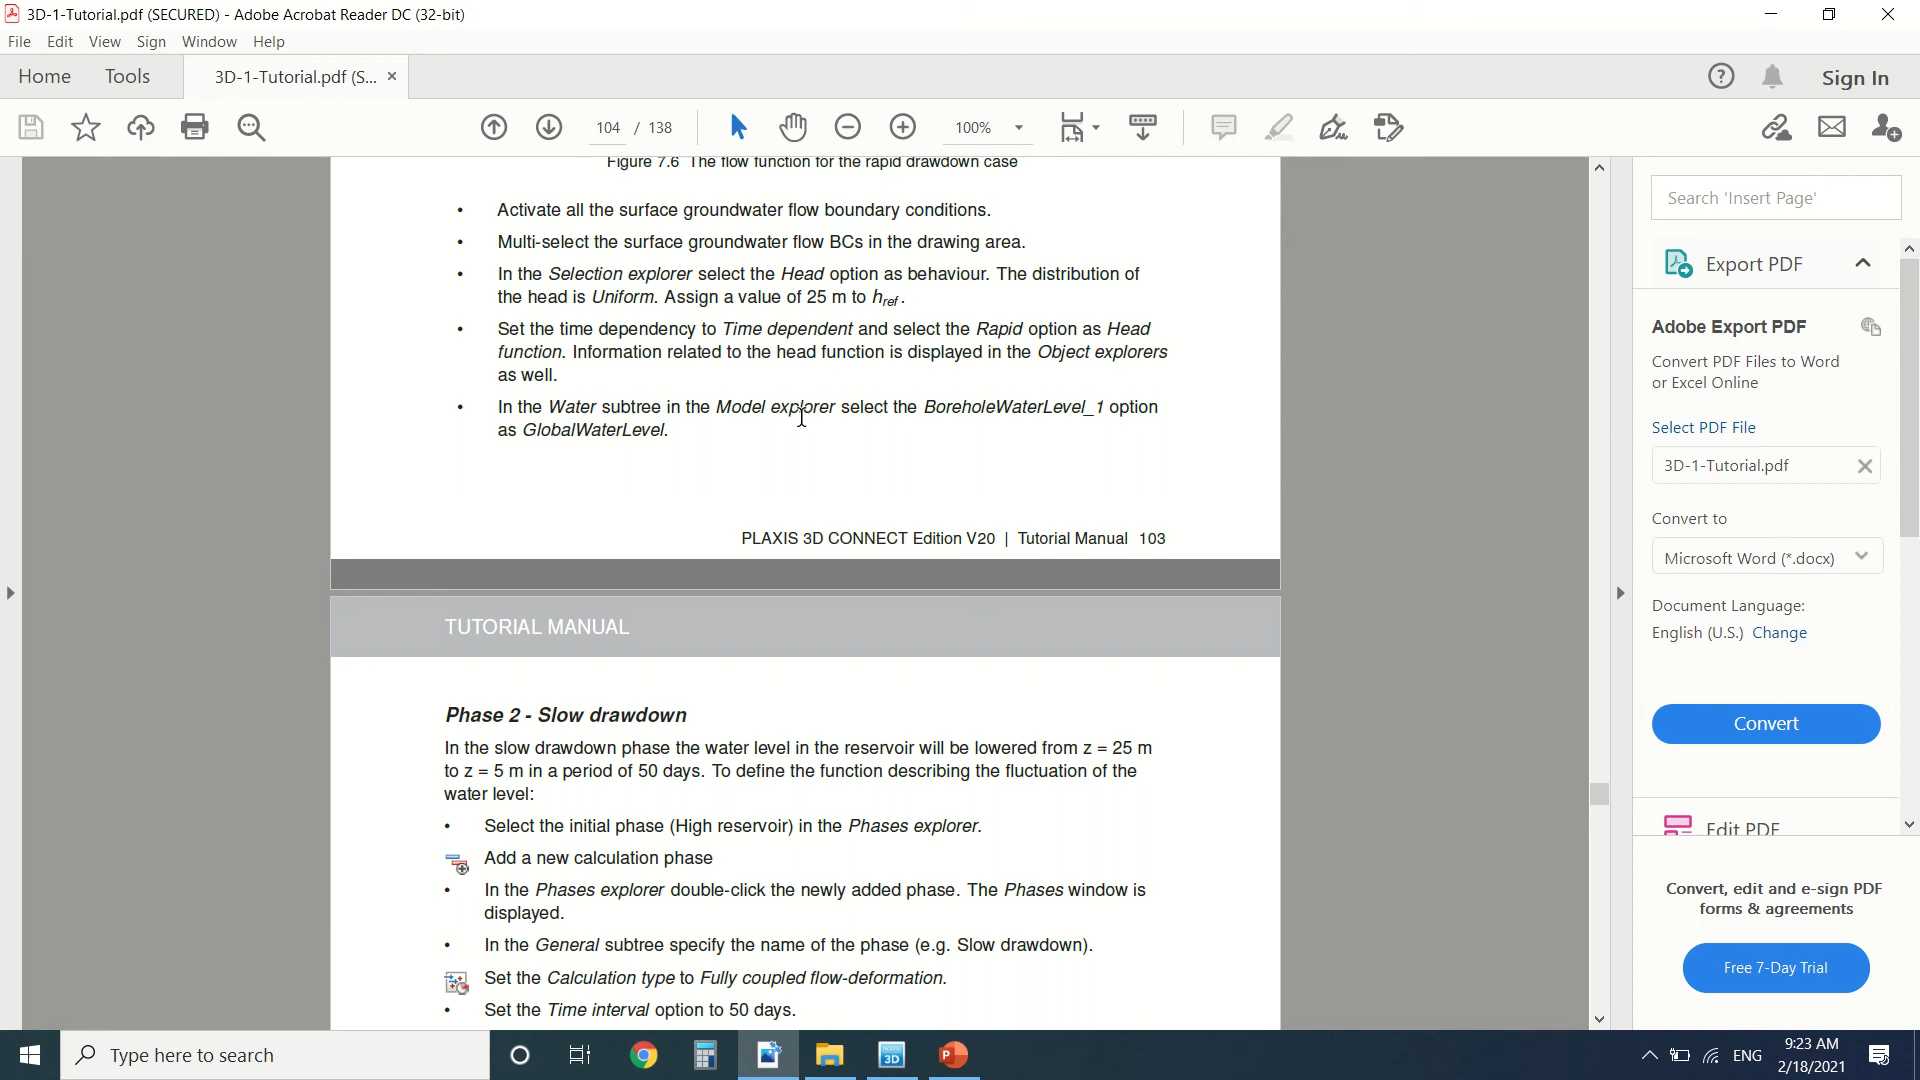 3D-1-Tutorial.pdf (SECURED) - Adobe Acrobat Reader DC (32-bit)
File Edit View Sign Window Help
Home Tools 3D-1-Tutorial.pdf (S... × Sign In
104 / 138 100%
Figure 7.6 The flow function for the rapid drawdown case
• Activate all the surface groundwater flow boundary conditions.
• Multi-select the surface groundwater flow BCs in the drawing area.
• In the Selection explorer select the Head option as behaviour. The distribution of
the head is Uniform. Assign a value of 25 m to href.
• Set the time dependency to Time dependent and select the Rapid option as Head
function. Information related to the head function is displayed in the Object explorers
as well.
• In the Water subtree in the Model explorer select the BoreholeWaterLevel_1 option
as GlobalWaterLevel.
PLAXIS 3D CONNECT Edition V20 | Tutorial Manual 103
TUTORIAL MANUAL
Phase 2 - Slow drawdown
In the slow drawdown phase the water level in the reservoir will be lowered from z = 25 m
to z = 5 m in a period of 50 days. To define the function describing the fluctuation of the
water level:
• Select the initial phase (High reservoir) in the Phases explorer.
Add a new calculation phase
• In the Phases explorer double-click the newly added phase. The Phases window is
displayed.
• In the General subtree specify the name of the phase (e.g. Slow drawdown).
Set the Calculation type to Fully coupled flow-deformation.
• Set the Time interval option to 50 days.
Search 'Insert Page'
Export PDF
Adobe Export PDF
Convert PDF Files to Word
or Excel Online
Select PDF File
3D-1-Tutorial.pdf
Convert to
Microsoft Word (*.docx)
Document Language:
English (U.S.) Change
Convert
Edit PDF
Convert, edit and e-sign PDF
forms & agreements
Free 7-Day Trial
Type here to search
3D
P
ENG
9:23 AM
2/18/2021